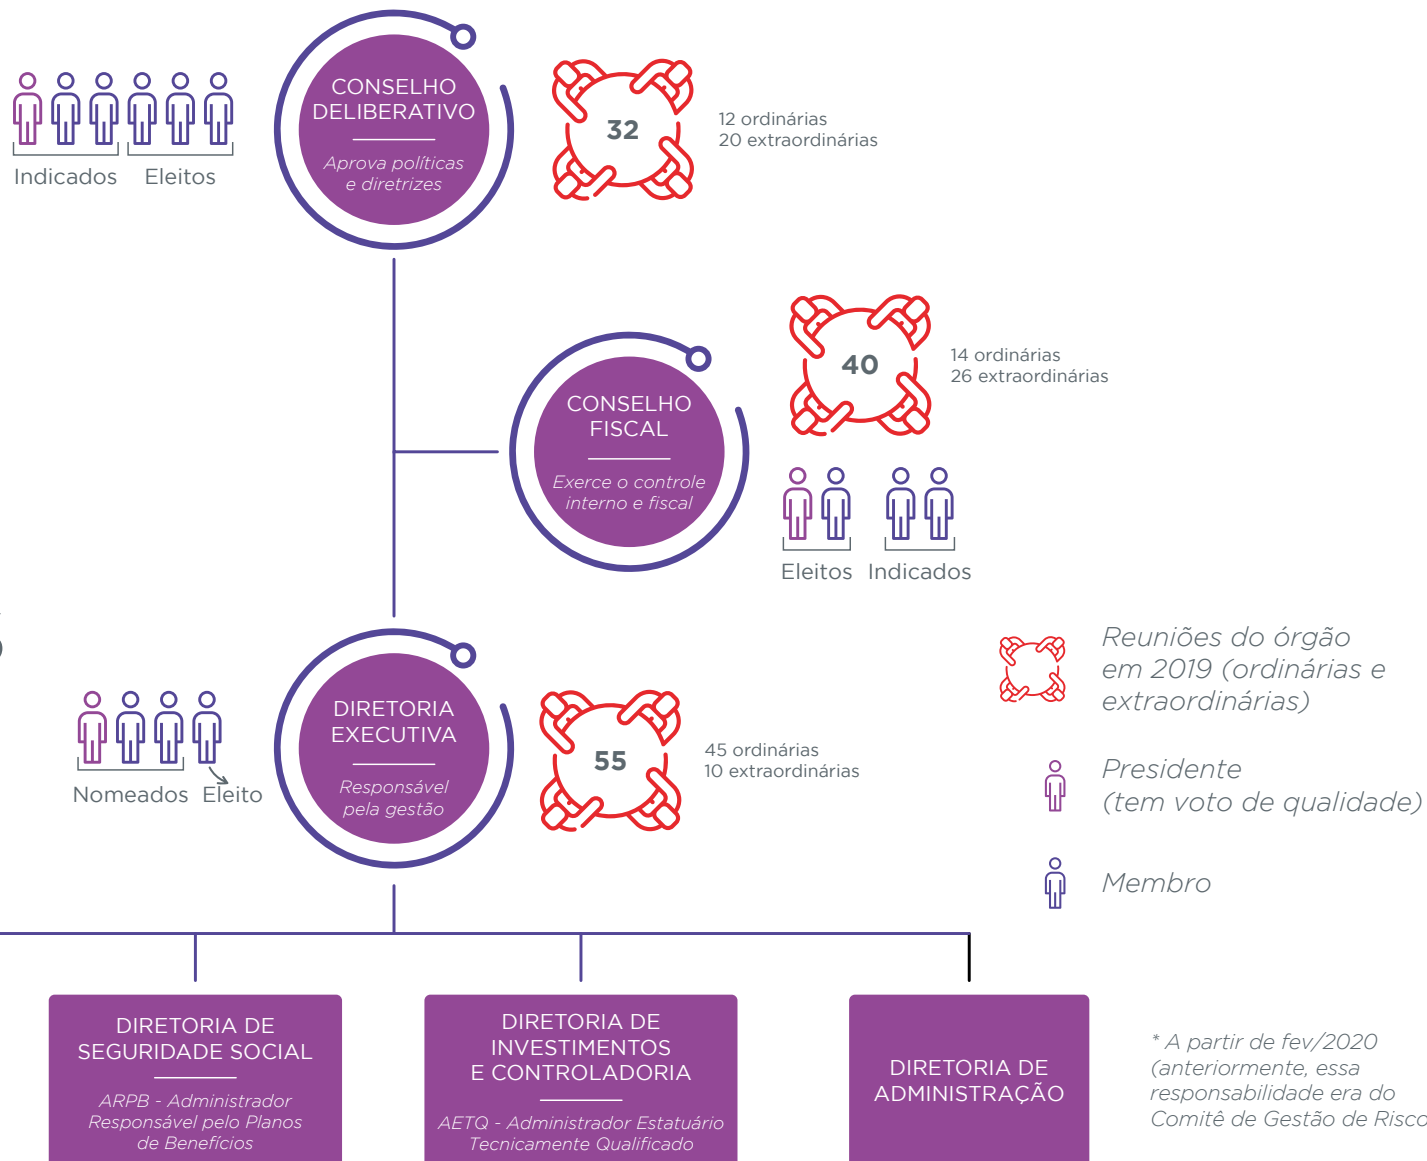 CONSELHO
DELIBERATIVO
Aprova políticas
e diretrizes
Indicados Eleitos
32
12 ordinárias
20 extraordinárias
CONSELHO
FISCAL
Exerce o controle
interno e fiscal
40
14 ordinárias
26 extraordinárias
Eleitos Indicados
DIRETORIA
EXECUTIVA
Responsável
pela gestão
Nomeados Eleito
55
45 ordinárias
10 extraordinárias
Reuniões do órgão
em 2019 (ordinárias e
extraordinárias)
Presidente
(tem voto de qualidade)
Membro
DIRETORIA DE
SEGURIDADE SOCIAL
ARPB - Administrador
Responsável pelo Planos
de Benefícios
DIRETORIA DE
INVESTIMENTOS
E CONTROLADORIA
AETQ - Administrador Estatuário
Tecnicamente Qualificado
DIRETORIA DE
ADMINISTRAÇÃO
* A partir de fev/2020
(anteriormente, essa
responsabilidade era do
Comitê de Gestão de Risco